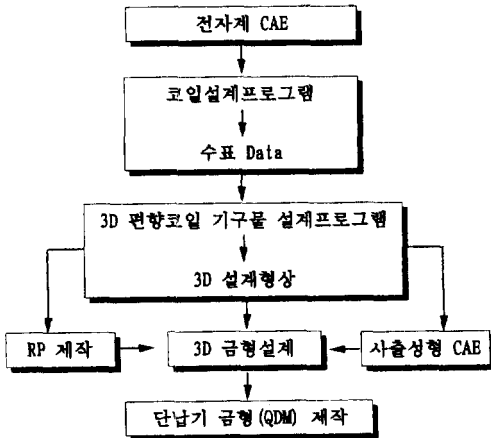 전자계 CAE
코일설계프로그램
수표 Data
3D 편향코일 기구물 설계프로그램
3D 설계형상
RP 제작
3D 금형설계
사출성형 CAE
단납기 금형(QDM) 제작